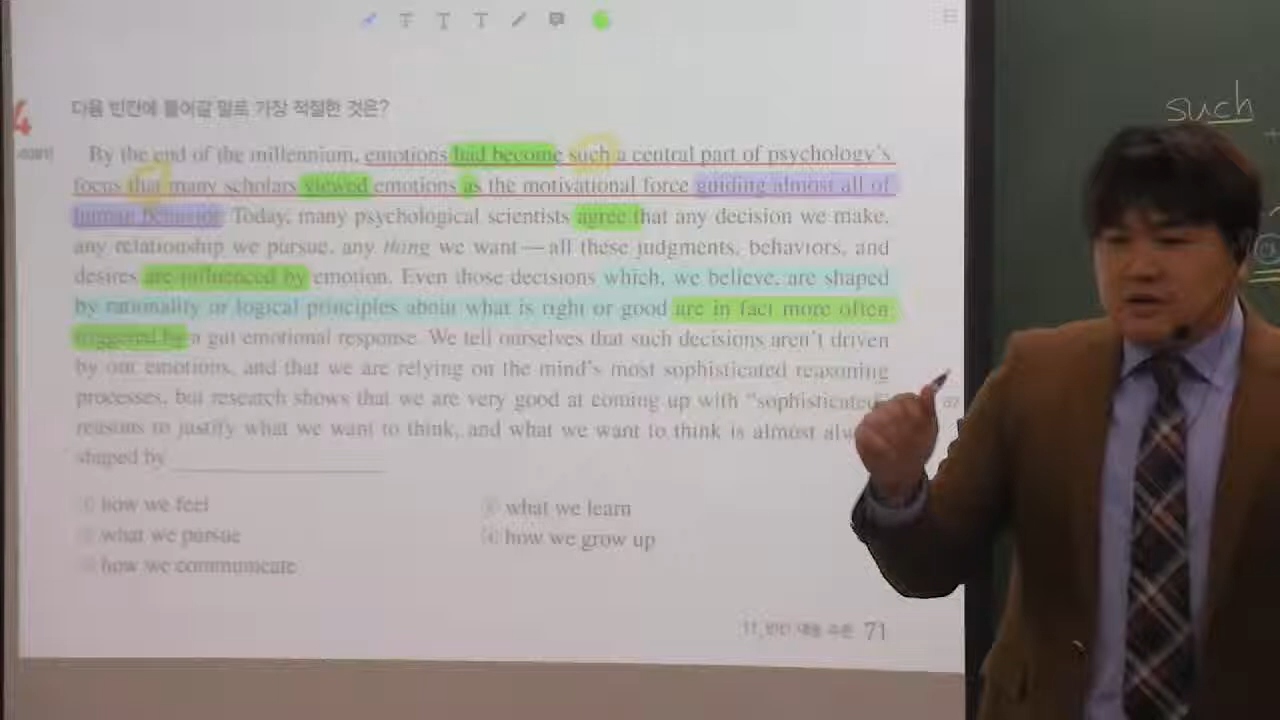 4
다음 빈칸에 들어갈 말로 가장 적절한 것은?
By the end of the millennium, emotions had become such a central part of psychology's
focus that many scholars viewed emotions as the motivational force guiding almost all of
human behavior. Today, many psychological scientists agree that any decision we make,
any relationship we pursue, any thing we want — all these judgments, behaviors, and
desires are influenced by emotion. Even those decisions which, we believe, are shaped
by rationality or logical principles about what is right or good are in fact more often
triggered by a gut emotional response. We tell ourselves that such decisions aren't driven
by our emotions, and that we are relying on the mind's most sophisticated reasoning
processes, but research shows that we are very good at coming up with "sophisticated"
reasons to justify what we want to think, and what we want to think is almost
shaped by
① how we feel
② what we learn
③ what we pursue
④ how we grow up
⑤ how we communicate
71
such